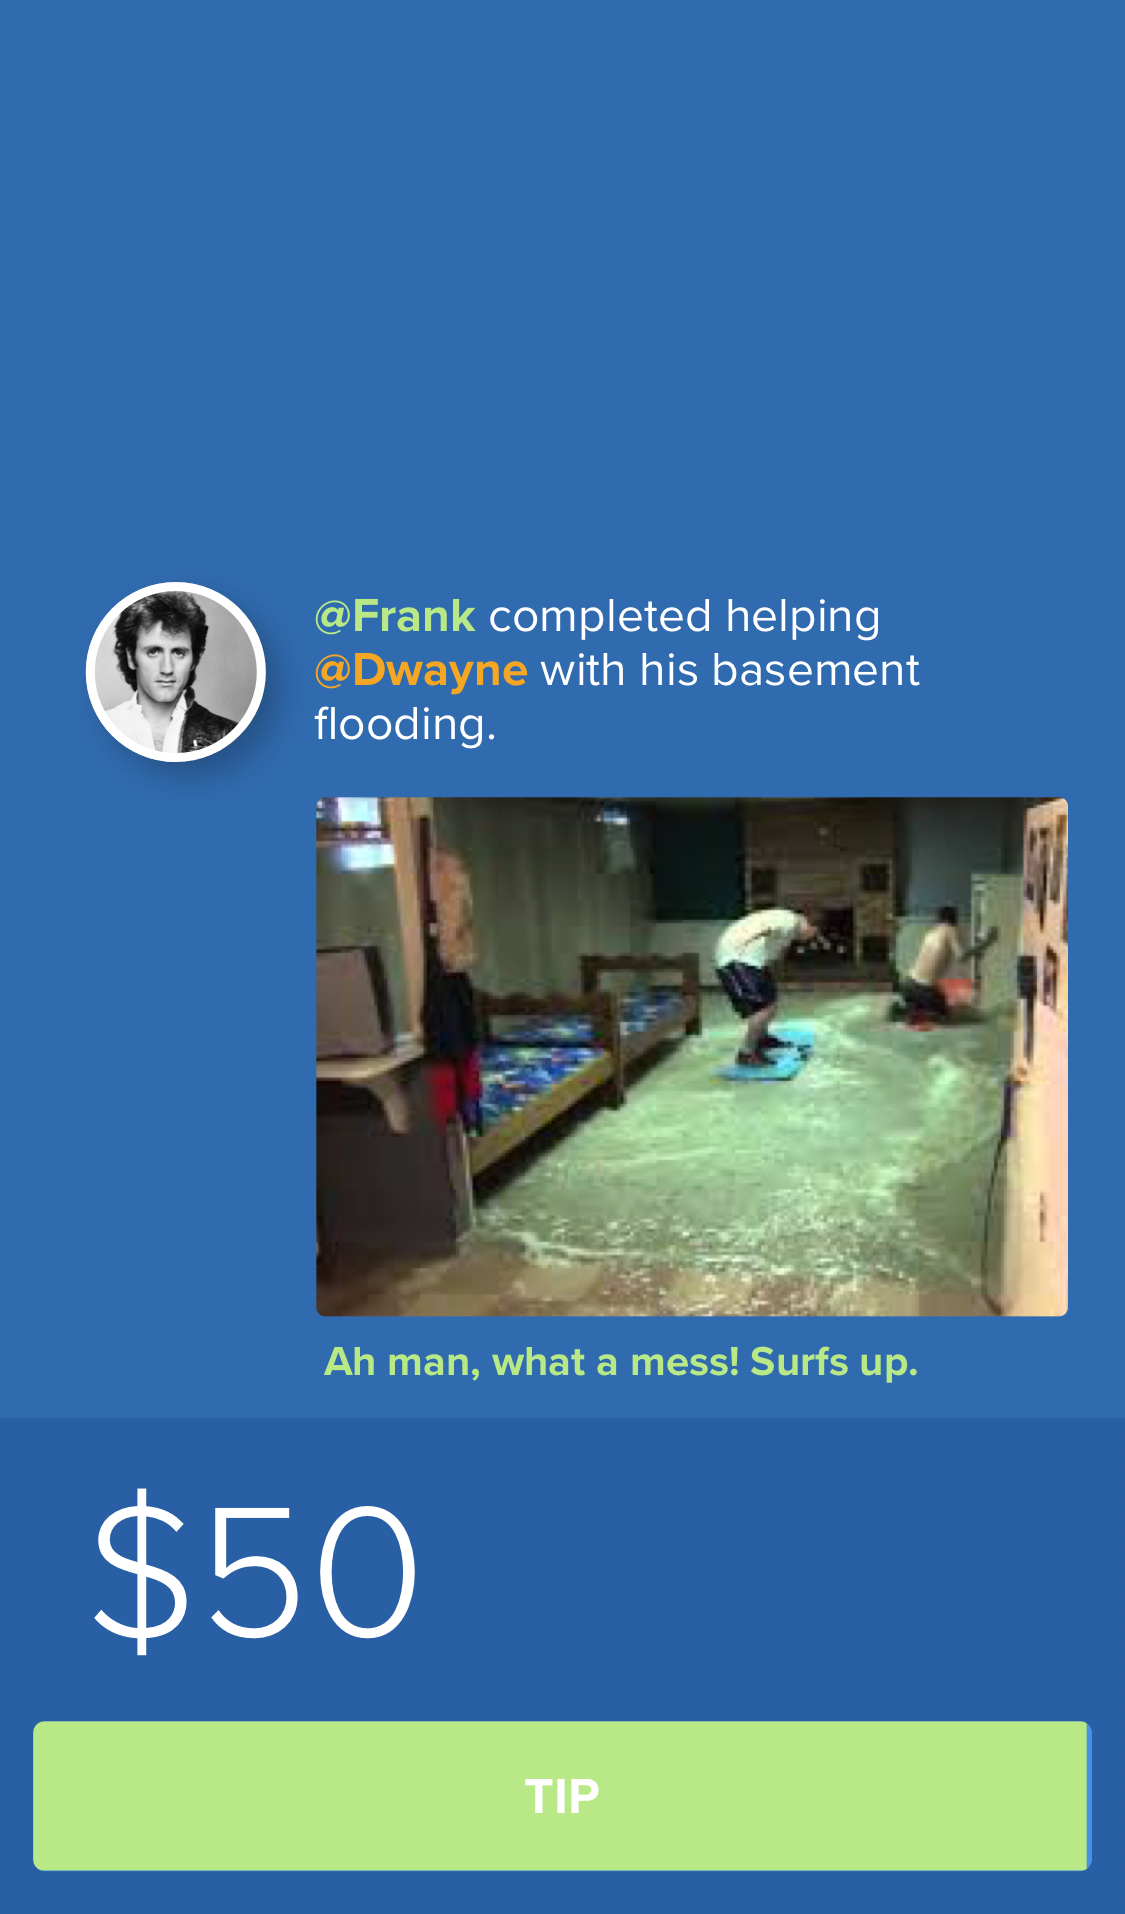 @Frank completed helping
@Dwayne with his basement
flooding.
Ah man, what a mess! Surfs up.
$50
TIP